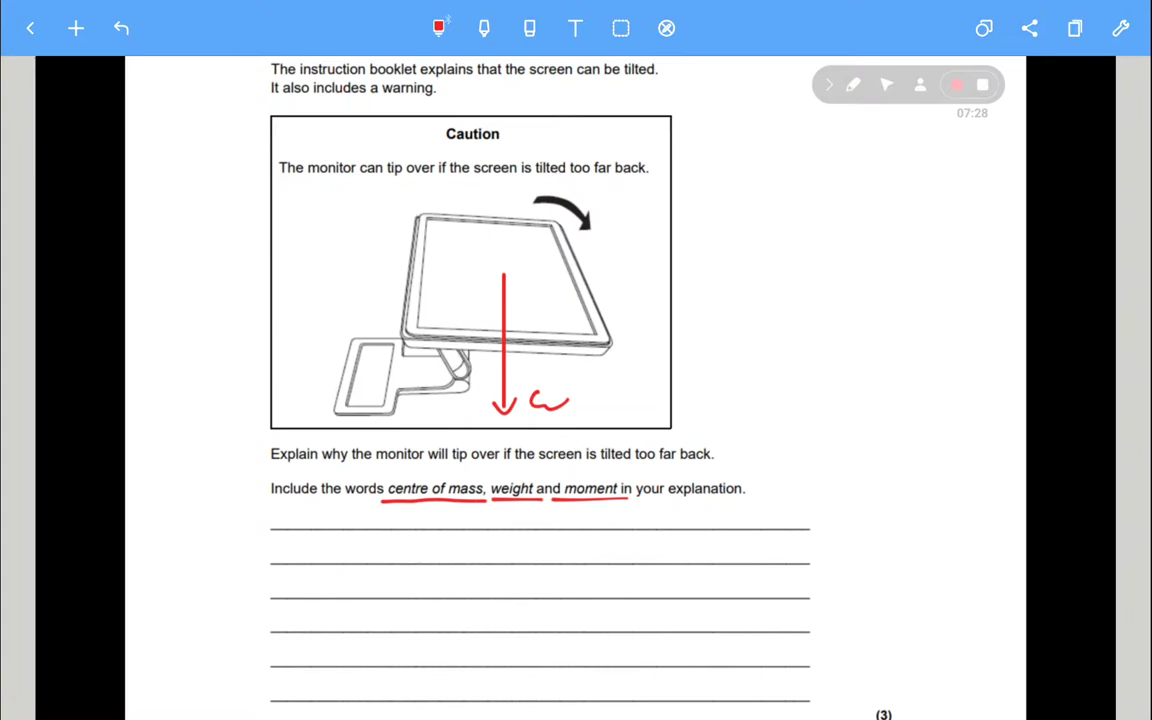 07:28
The instruction booklet explains that the screen can be tilted.
It also includes a warning.
Caution
The monitor can tip over if the screen is tilted too far back.
W
Explain why the monitor will tip over if the screen is tilted too far back.
Include the words centre of mass, weight and moment in your explanation.
(3)